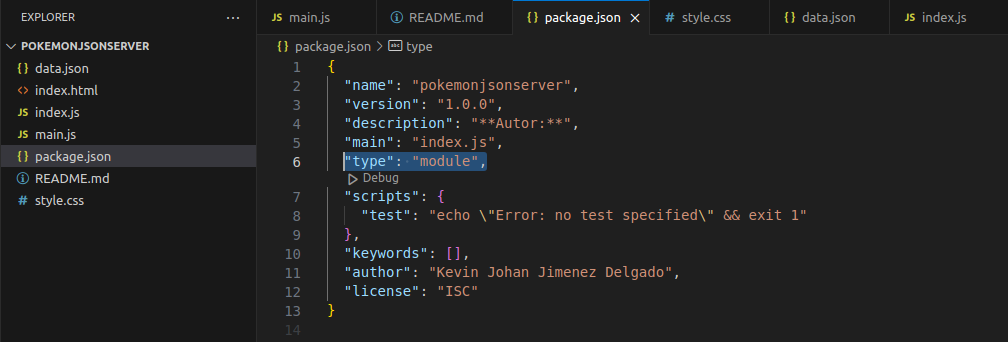 EXPLORER ...
POKEMONJSONSERVER
{} data.json
<> index.html
JS index.js
JS main.js
{} package.json
README.md
# style.css
JS main.js README.md {} package.json × # style.css {} data.json JS index.js
{} package.json > abc type
1 {
2 "name": "pokemonjsonserver",
3 "version": "1.0.0",
4 "description": "**Autor:**",
5 "main": "index.js",
6 "type": "module",
Debug
7 "scripts": {
8 "test": "echo \"Error: no test specified\" && exit 1"
9 },
10 "keywords": [],
11 "author": "Kevin Johan Jimenez Delgado",
12 "license": "ISC"
13 }
14